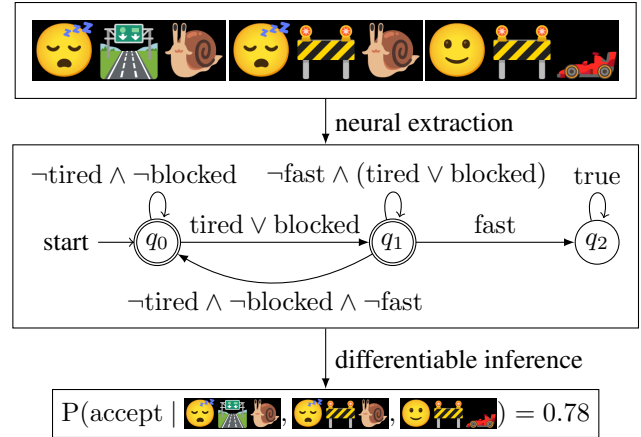 neural extraction
¬tired ∧ ¬blocked
¬fast ∧ (tired ∨ blocked)
true
start
q₀
tired ∨ blocked
q₁
fast
q₂
¬tired ∧ ¬blocked ∧ ¬fast
differentiable inference
P(accept | 😴🛣️🐌, 😴🚧🐌, 🙂🚧🏎️) = 0.78